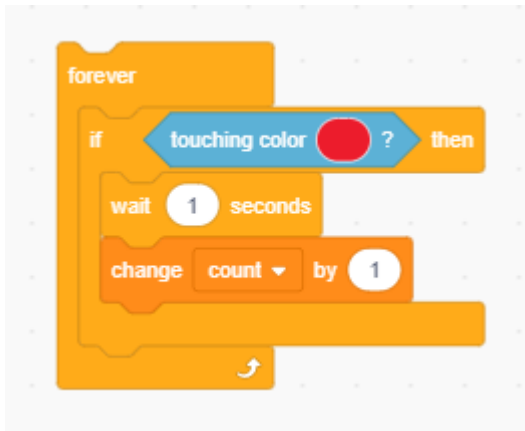 forever
if touching color ? then
wait 1 seconds
change count by 1